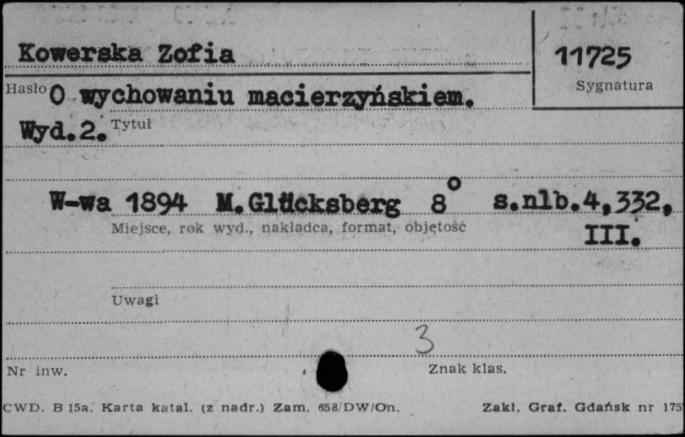 Kowerska Zofia
11725
Sygnatura
Hasło O wychowaniu macierzyńskiem.
Wyd.2. Tytuł
W-wa 1894 M.Glücksberg 8° s.nlb.4,332,
Miejsce, rok wyd., nakładca, format, objętość
III.
Uwagi
3
Nr inw.
Znak klas.
CWD. B 15a. Karta katal. (z nadr.) Zam. 658/DW/On.
Zakł. Graf. Gdańsk nr 175